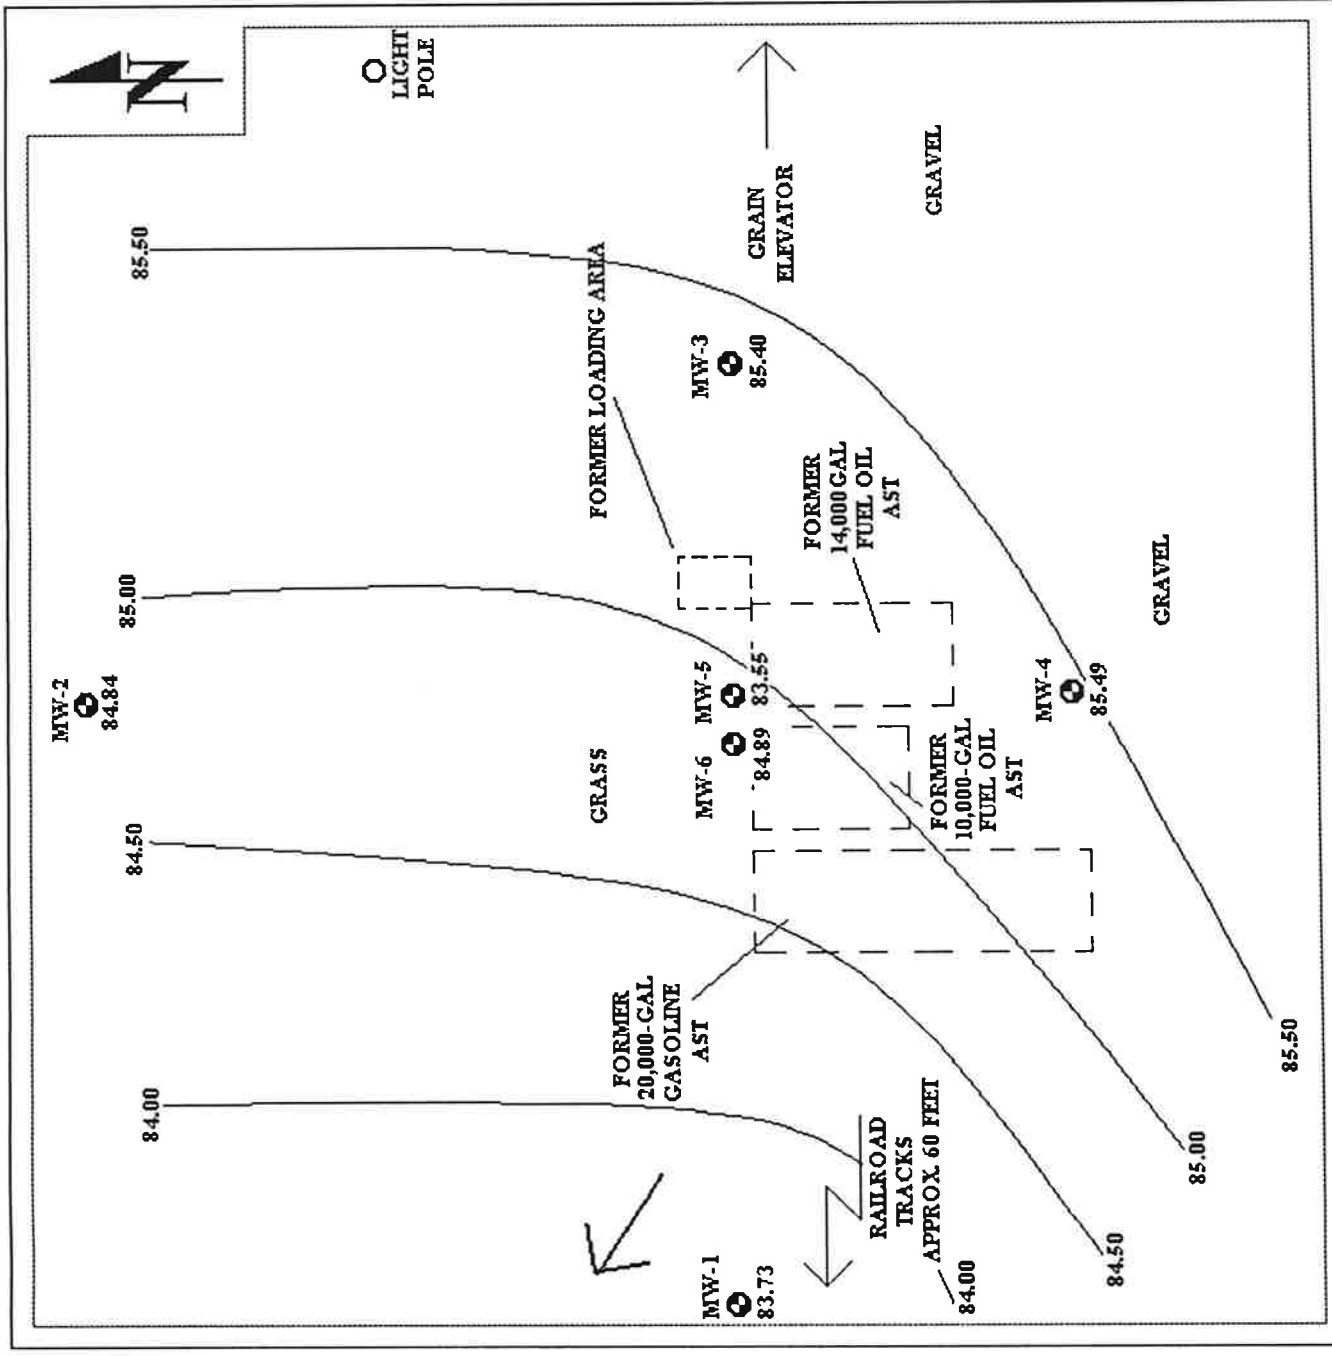 N
LIGHT
POLE
85.50
GRAIN
ELEVATOR
GRAVEL
FORMER LOADING AREA
MW-3
85.40
85.00
FORMER
14,000 GAL
FUEL OIL
AST
GRAVEL
MW-2
84.84
MW-5
83.55
MW-4
85.49
MW-6
84.89
GRASS
FORMER
10,000-GAL
FUEL OIL
AST
84.50
FORMER
20,000-GAL
GASOLINE
AST
84.00
RAILROAD
TRACKS
APPROX. 60 FEET
85.50
85.00
84.50
84.00
MW-1
83.73